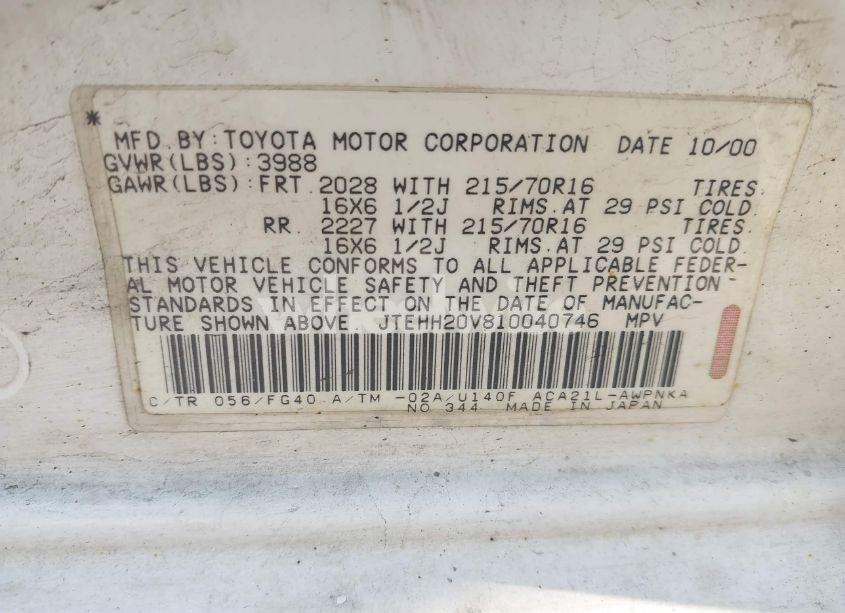 *
MFD.BY:TOYOTA MOTOR CORPORATION DATE 10/00
GVWR(LBS):3988
GAWR(LBS):FRT.2028 WITH 215/70R16 TIRES.
16X6 1/2J RIMS.AT 29 PSI COLD.
RR. 2227 WITH 215/70R16 TIRES.
16X6 1/2J RIMS.AT 29 PSI COLD.
THIS VEHICLE CONFORMS TO ALL APPLICABLE FEDER-
AL MOTOR VEHICLE SAFETY AND THEFT PREVENTION
STANDARDS IN EFFECT ON THE DATE OF MANUFAC-
TURE SHOWN ABOVE. JTEHH20V810040746 MPV
C/TR 056/FG40 A/TM -02A/U140F ACA21L-AWPNKA
NO.344 MADE IN JAPAN